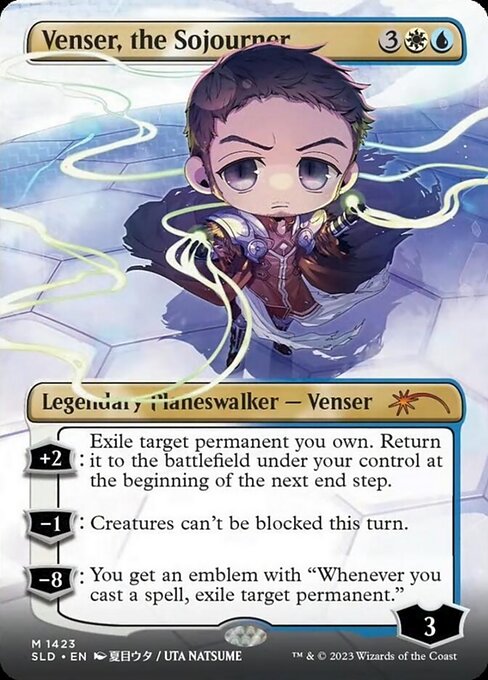 Venser, the Sojourner 3
Legendary Planeswalker — Venser
Exile target permanent you own. Return
+2 : it to the battlefield under your control at
the beginning of the next end step.
−1 : Creatures can't be blocked this turn.
−8 : You get an emblem with “Whenever you
cast a spell, exile target permanent.”
3
M 1423
SLD • EN 夏目ウタ / UTA NATSUME
™ & © 2023 Wizards of the Coast